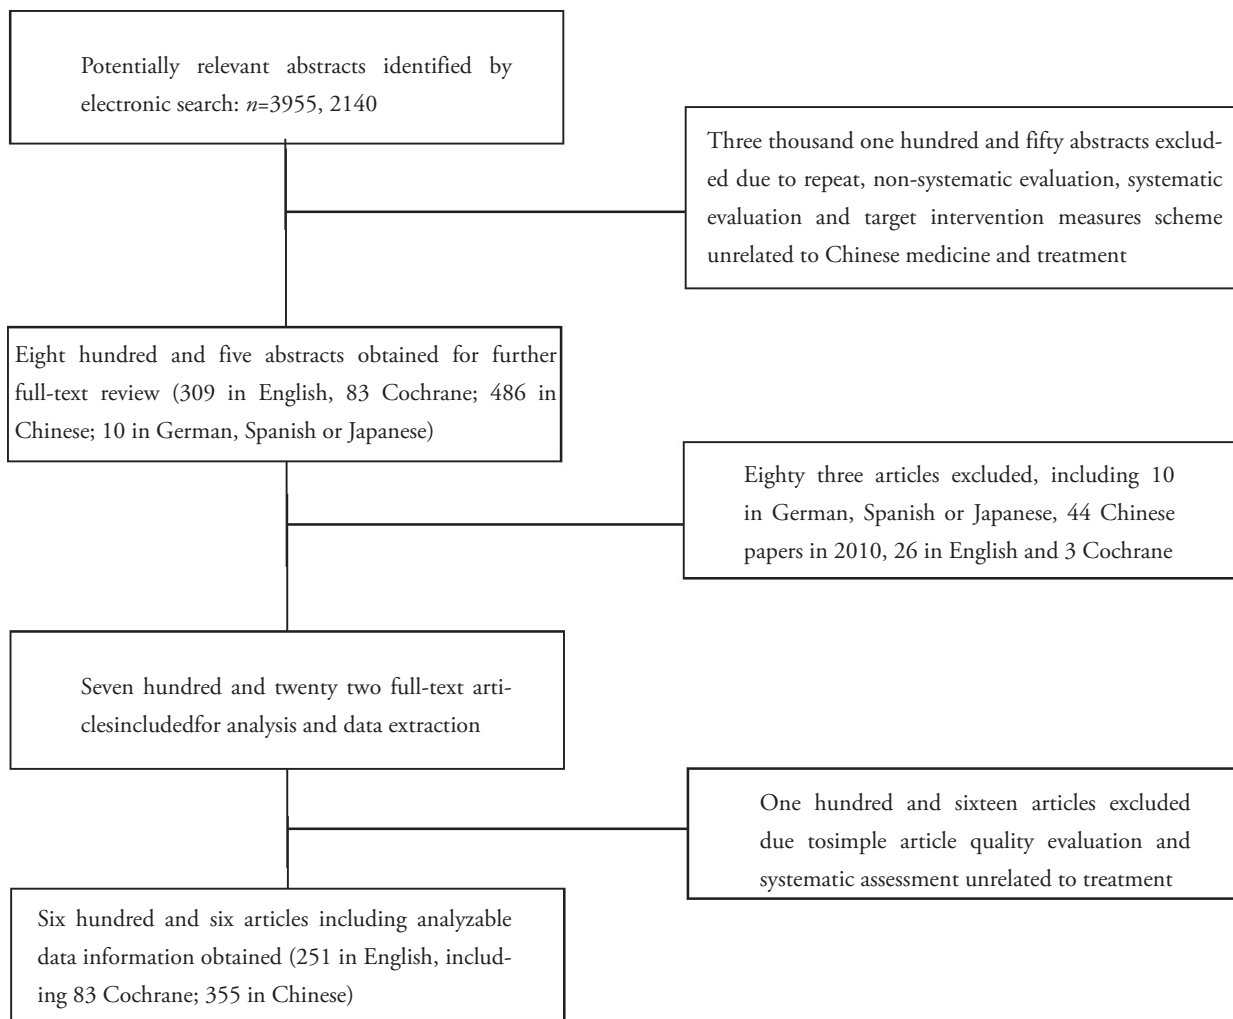 Potentially relevant abstracts identified by
electronic search: n=3955, 2140
Three thousand one hundred and fifty abstracts exclud-
ed due to repeat, non-systematic evaluation, systematic
evaluation and target intervention measures scheme
unrelated to Chinese medicine and treatment
Eight hundred and five abstracts obtained for further
full-text review (309 in English, 83 Cochrane; 486 in
Chinese; 10 in German, Spanish or Japanese)
Eighty three articles excluded, including 10
in German, Spanish or Japanese, 44 Chinese
papers in 2010, 26 in English and 3 Cochrane
Seven hundred and twenty two full-text arti-
clesincludedfor analysis and data extraction
One hundred and sixteen articles excluded
due tosimple article quality evaluation and
systematic assessment unrelated to treatment
Six hundred and six articles including analyzable
data information obtained (251 in English, includ-
ing 83 Cochrane; 355 in Chinese)